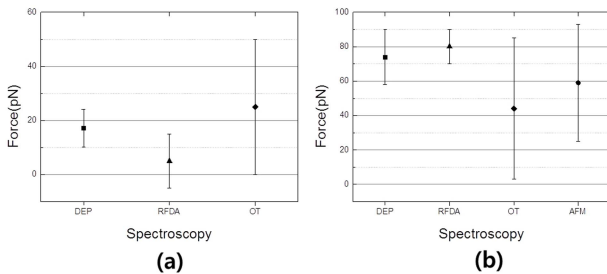 60
40
20
0
Force(pN)
DEP RFDA OT
Spectroscopy
(a)
100
80
60
40
20
0
Force(pN)
DEP RFDA OT AFM
Spectroscopy
(b)